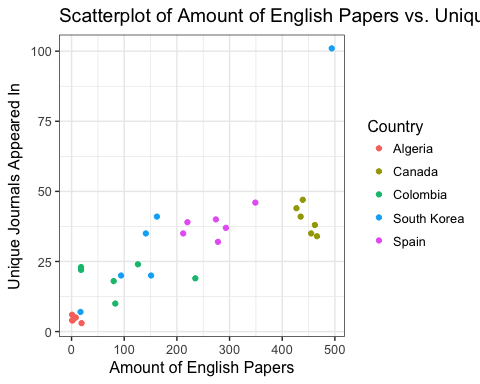 Scatterplot of Amount of English Papers vs. Uniqu
100
75
50
25
0
Unique Journals Appeared In
0 100 200 300 400 500
Amount of English Papers
Country
Algeria
Canada
Colombia
South Korea
Spain